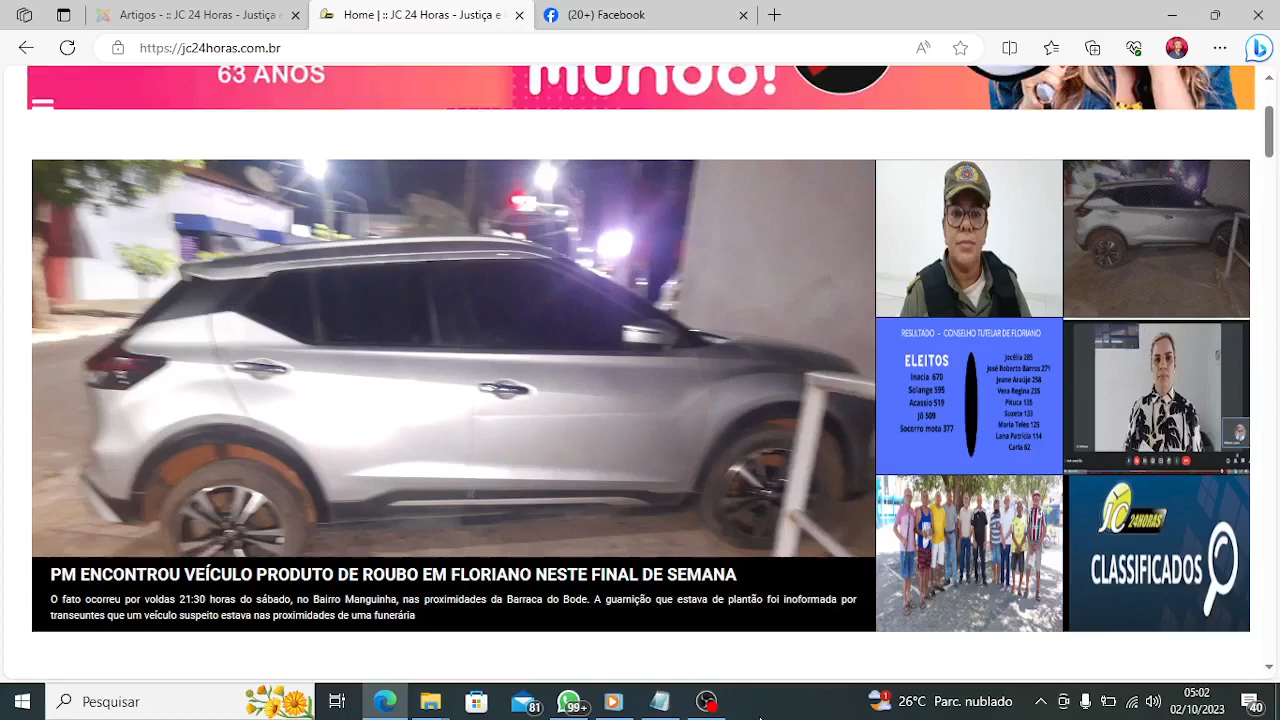 :: JC 24 Horas - Justiça e
Home | :: JC 24 Horas - Justiça e
(20+) Facebook
https://jc24horas.com.br
63 ANOS
MUNDO!
RESULTADO - CONSELHO TUTELAR DE FLORIANO
ELEITOS
Inacia 670
Solange 595
Acassio 519
Jô 509
Socorro mota 377
Jocélia 285
José Roberto Barros 271
Jeane Araújo 258
Vera Regina 235
Pituca 135
Suzete 133
Maria Teles 125
Lana Patrícia 114
Carla 62
PM ENCONTROU VEÍCULO PRODUTO DE ROUBO EM FLORIANO NESTE FINAL DE SEMANA
O fato ocorreu por voldas 21:30 horas do sábado, no Bairro Manguinha, nas proximidades da Barraca do Bode. A guarnição que estava de plantão foi inoformada por
transeuntes que um veículo suspeito estava nas proximidades de uma funerária
JC 24HORAS
CLASSIFICADOS
Pesquisar
81
99+
1
26°C Parc ensolarado
05:02
02/10/2023
40